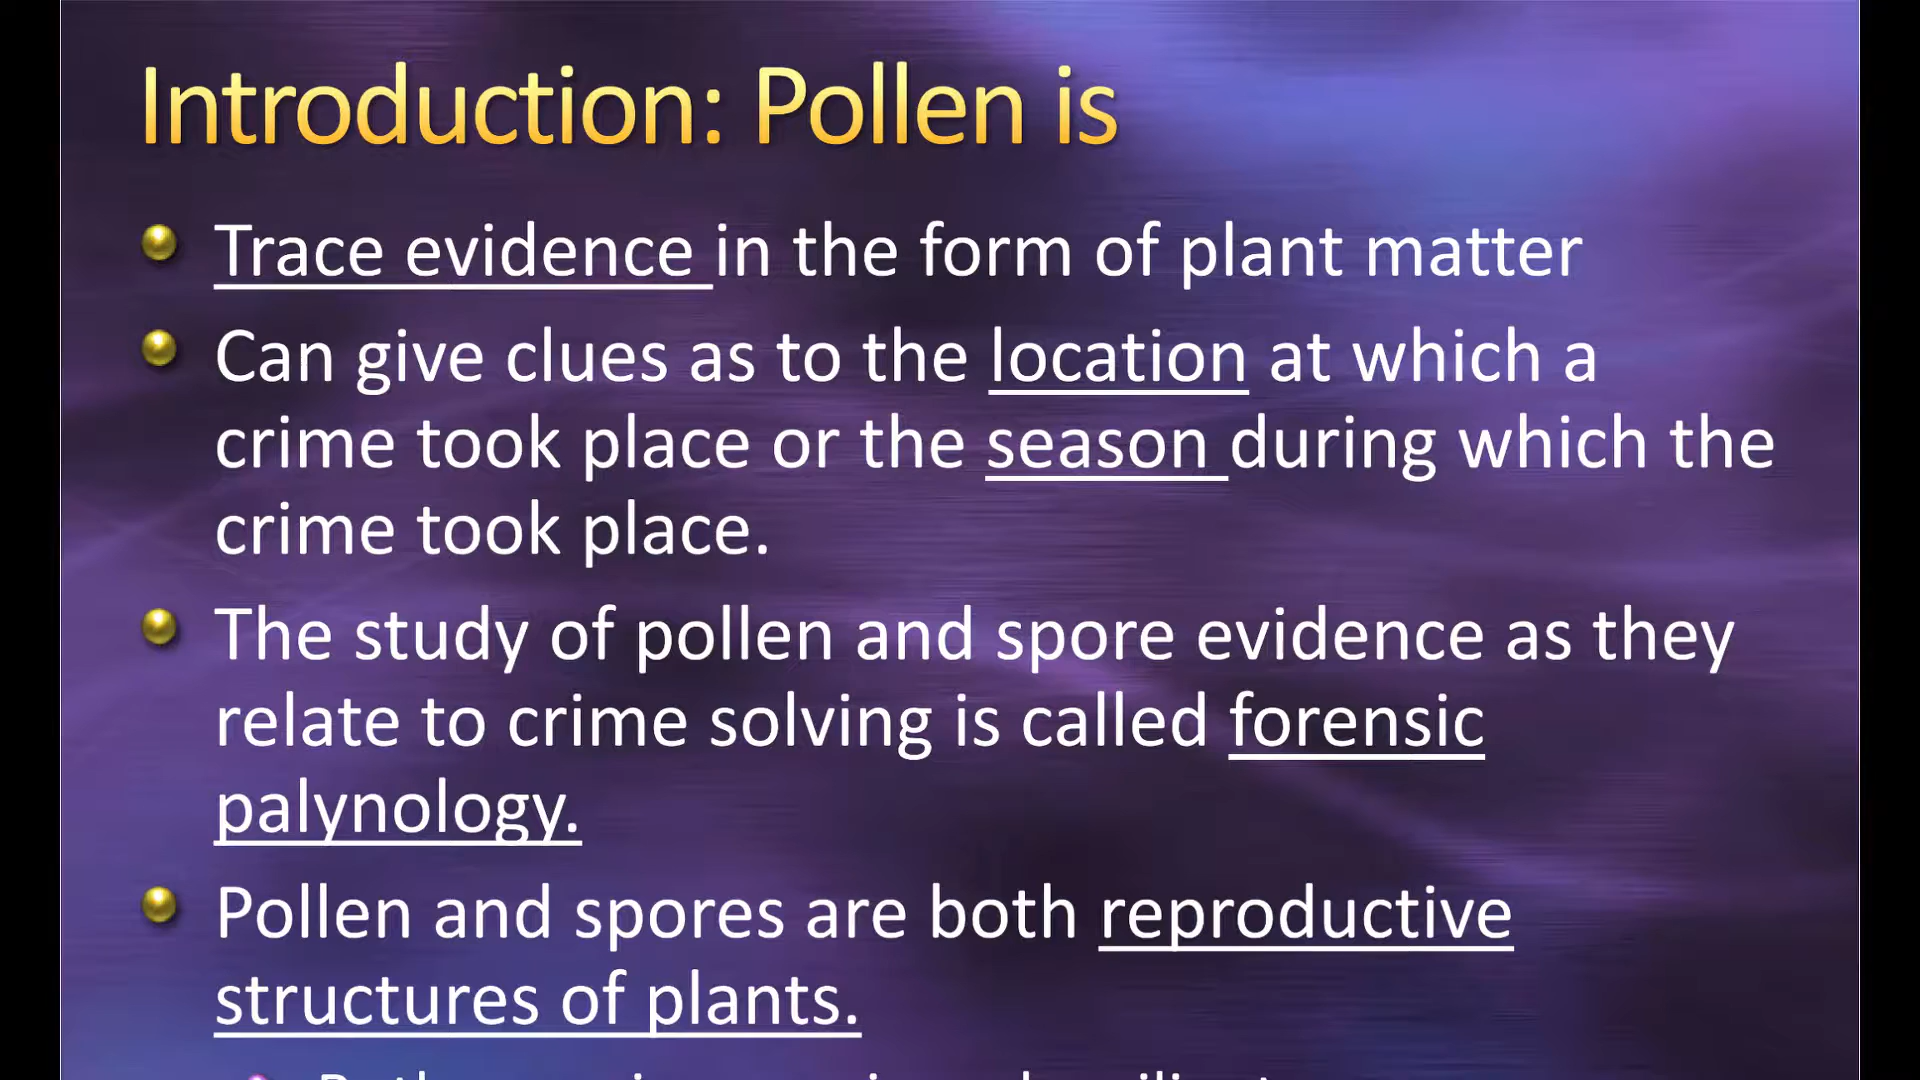 Introduction: Pollen is
Trace evidence in the form of plant matter
Can give clues as to the location at which a
crime took place or the season during which the
crime took place.
The study of pollen and spore evidence as they
relate to crime solving is called forensic
palynology.
Pollen and spores are both reproductive
structures of plants.